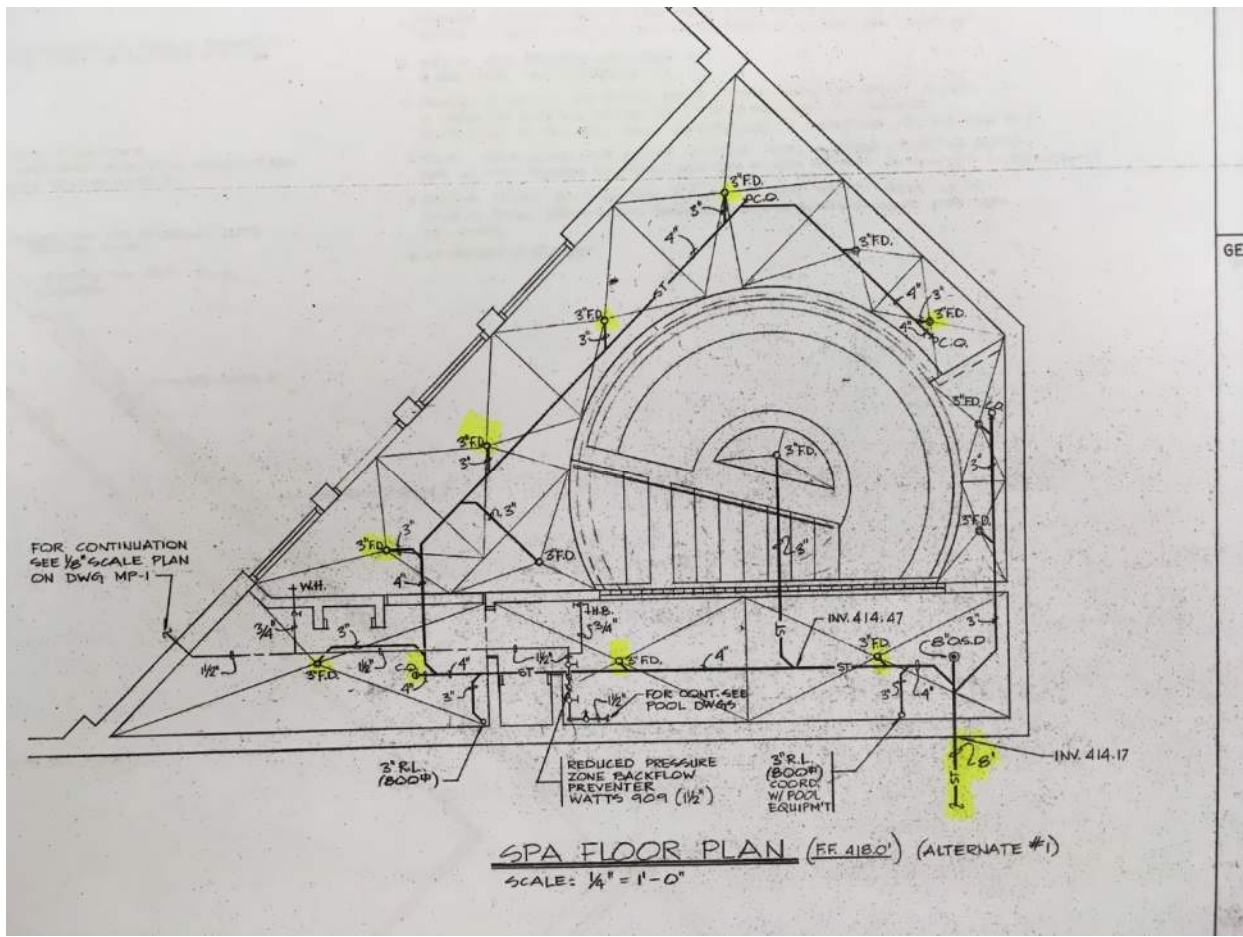 3"F.D.
C.O.
3"
4"
ST
3"F.D.
GE
3"F.D.
3"
4"
3"
3"F.D.
4"
C.O.
3"F.D.
C.O.
3"F.D.
3"
3"
3"F.D.
3"
3"F.D.
3"F.D.
3"
3"F.D.
4"
8"
FOR CONTINUATION
SEE 1/8" SCALE PLAN
ON DWG MP-1
W.H.
3/4"
H.B.
3/4"
INV. 414.47
3"
3"
1 1/2"
1 1/2"
1 1/2"
ST
3"F.D.
8"O.S.D
3"F.D.
C.O.
4"
4"
ST
3"F.D.
4"
ST
4"
3"
3"
1 1/2"
FOR CONT. SEE
POOL DWGS
3"R.L.
(800#)
REDUCED PRESSURE
ZONE BACKFLOW
PREVENTER
WATTS 909 (1 1/2")
3"R.L.
(800#)
COORD.
W/ POOL
EQUIPM'T
8'
ST
INV. 414.17
SPA FLOOR PLAN (F.F. 418.0') (ALTERNATE #1)
SCALE: 1/4" = 1'-0"